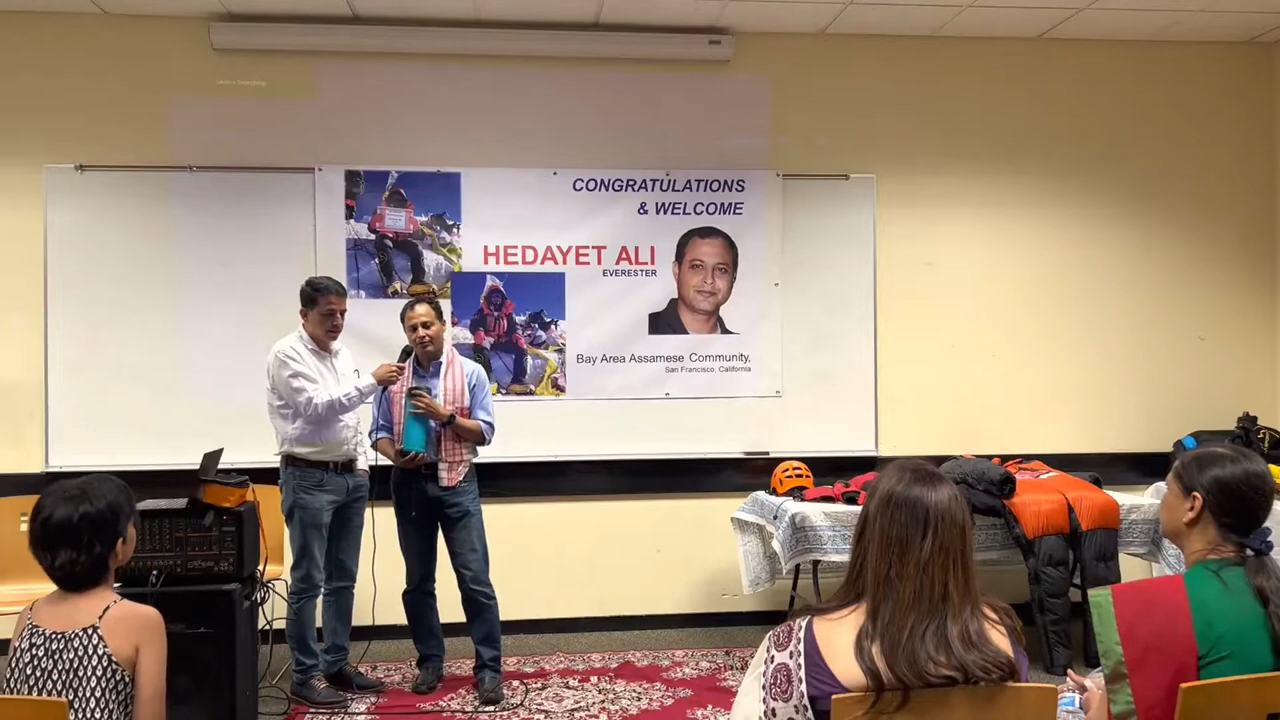 CONGRATULATIONS
& WELCOME
HEDAYET ALI
EVERESTER
Bay Area Assamese Community,
San Francisco, California